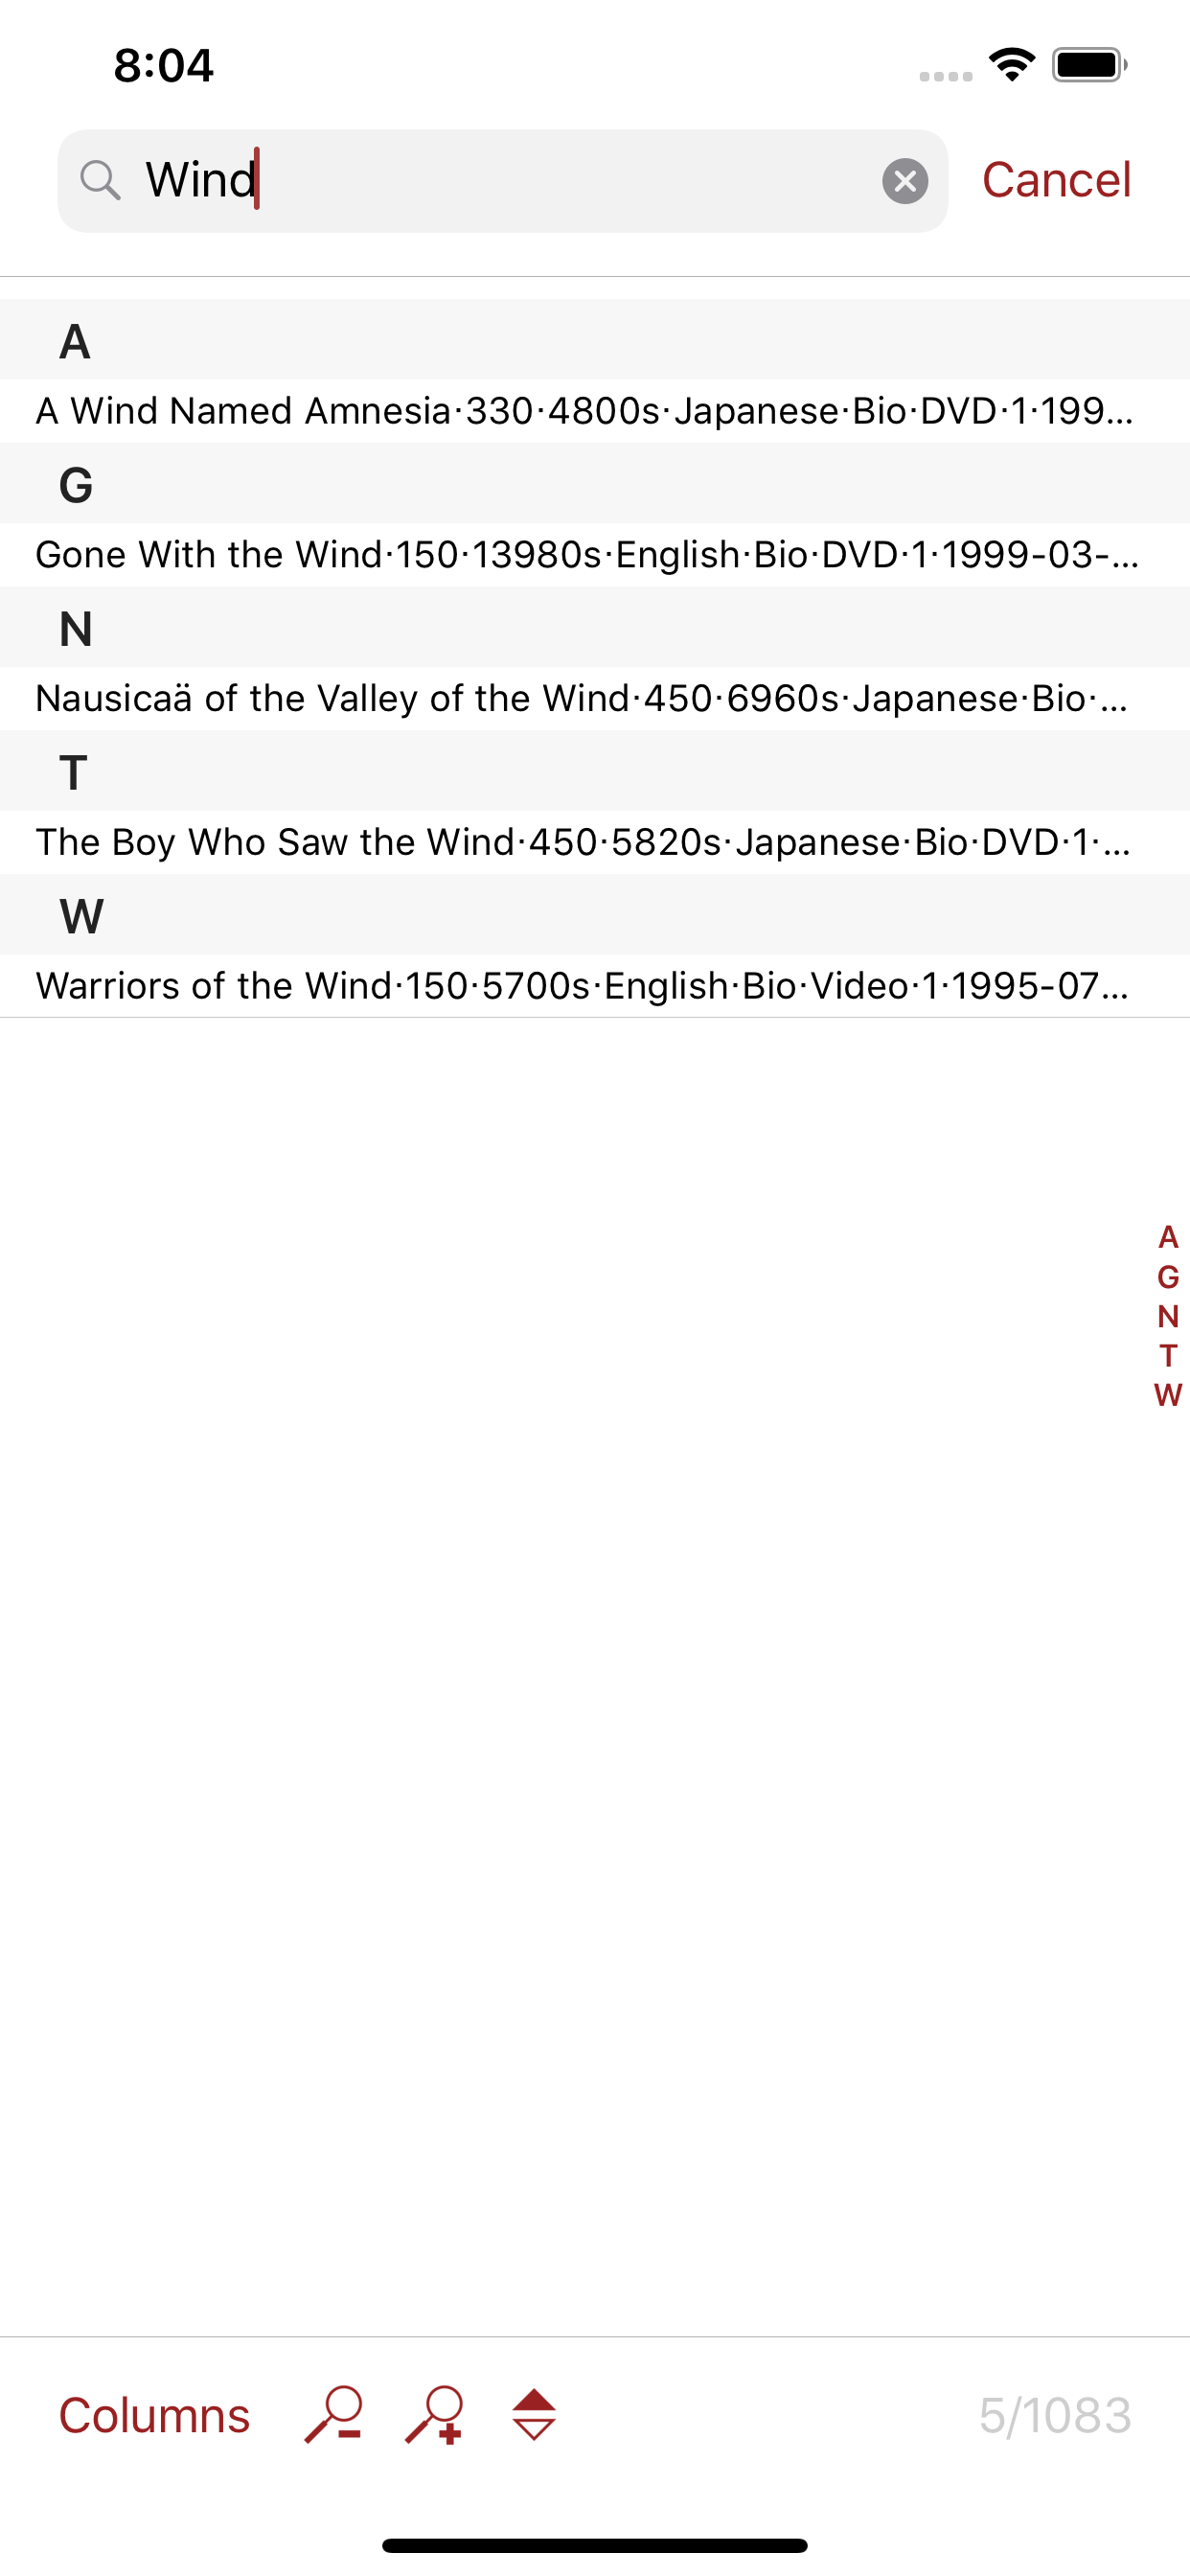 8:04
Wind
Cancel
A
A Wind Named Amnesia·330·4800s·Japanese·Bio·DVD·1·199...
G
Gone With the Wind·150·13980s·English·Bio·DVD·1·1999-03-...
N
Nausicaä of the Valley of the Wind·450·6960s·Japanese·Bio·...
T
The Boy Who Saw the Wind·450·5820s·Japanese·Bio·DVD·1·...
W
Warriors of the Wind·150·5700s·English·Bio·Video·1·1995-07...
A
G
N
T
W
Columns
5/1083